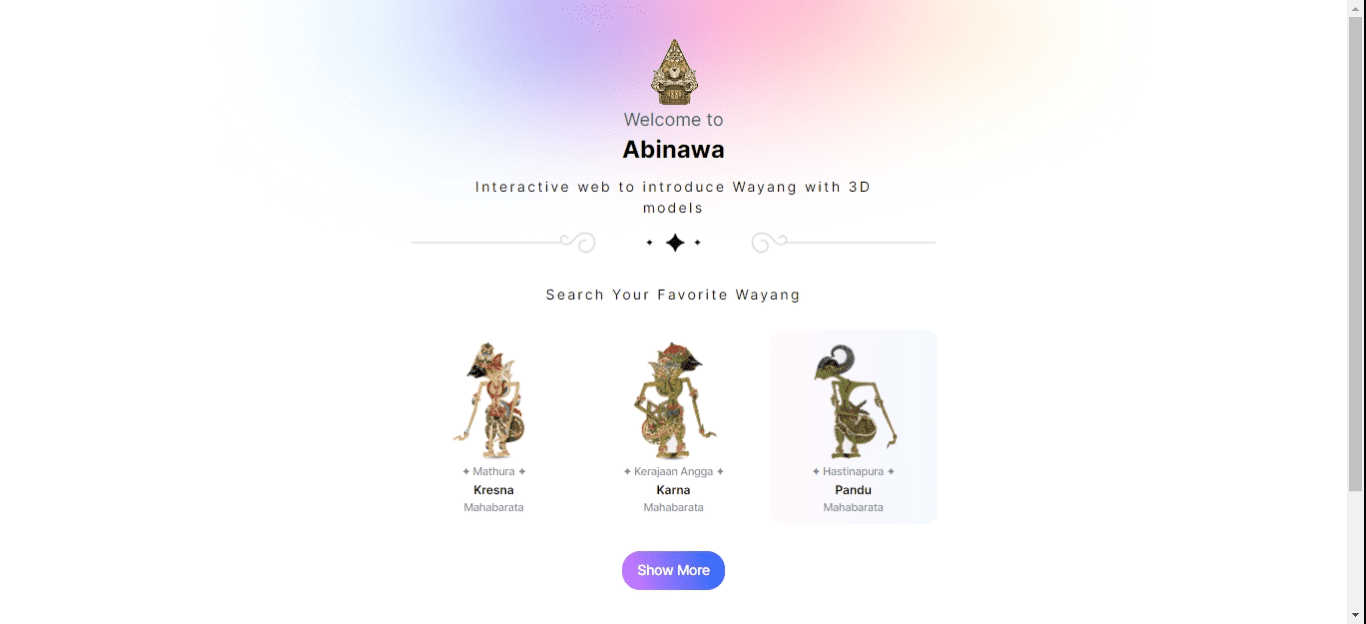 Welcome to
Abinawa
Interactive web to introduce Wayang with 3D
models
Search Your Favorite Wayang
✦ Mathura ✦
Kresna
Mahabarata
✦ Kerajaan Angga ✦
Karna
Mahabarata
✦ Hastinapura ✦
Pandu
Mahabarata
Show More